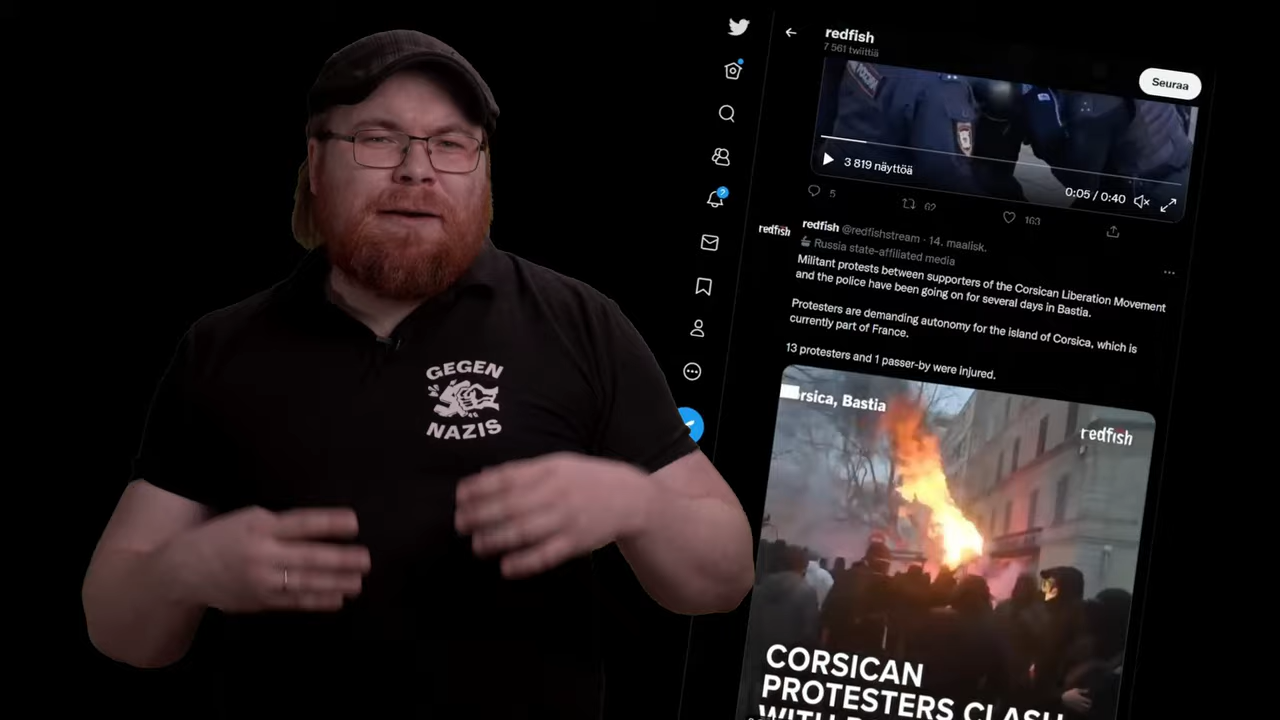 redfish
7 561 twiittiä
Seuraa
3 819 näyttöä
0:05 / 0:40
5
62
163
2
redfish
redfish @redfishstream · 14. maalisk.
Russia state-affiliated media
Militant protests between supporters of the Corsican Liberation Movement
and the police have been going on for several days in Bastia.
Protesters are demanding autonomy for the island of Corsica, which is
currently part of France.
13 protesters and 1 passer-by were injured.
rsica, Bastia
redfish
CORSICAN
PROTESTERS CLASH
WITH
GEGEN
NAZIS